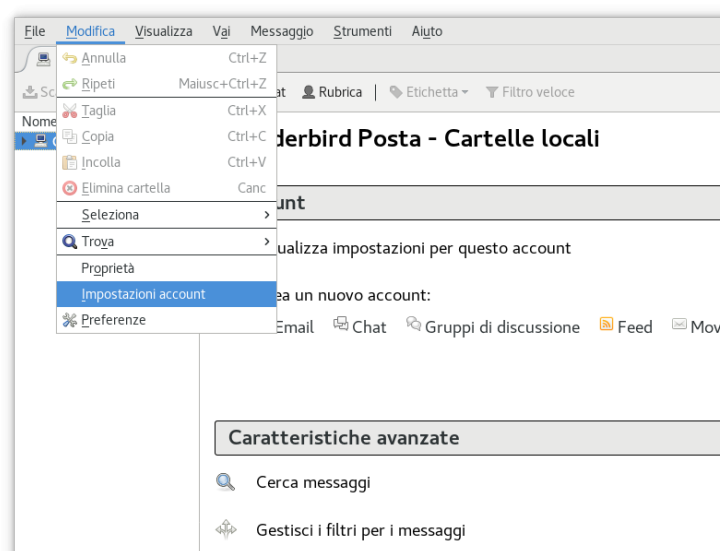 File Modifica Visualizza Vai Messaggio Strumenti Aiuto
Annulla Ctrl+Z
Ripeti Maiusc+Ctrl+Z
Taglia Ctrl+X
Copia Ctrl+C
Incolla Ctrl+V
Elimina cartella Canc
Seleziona
Trova
Proprietà
Impostazioni account
Preferenze
Rubrica Etichetta Filtro veloce
Nome
derbird Posta - Cartelle locali
unt
ualizza impostazioni per questo account
ea un nuovo account:
Email Chat Gruppi di discussione Feed Mov
Caratteristiche avanzate
Cerca messaggi
Gestisci i filtri per i messaggi